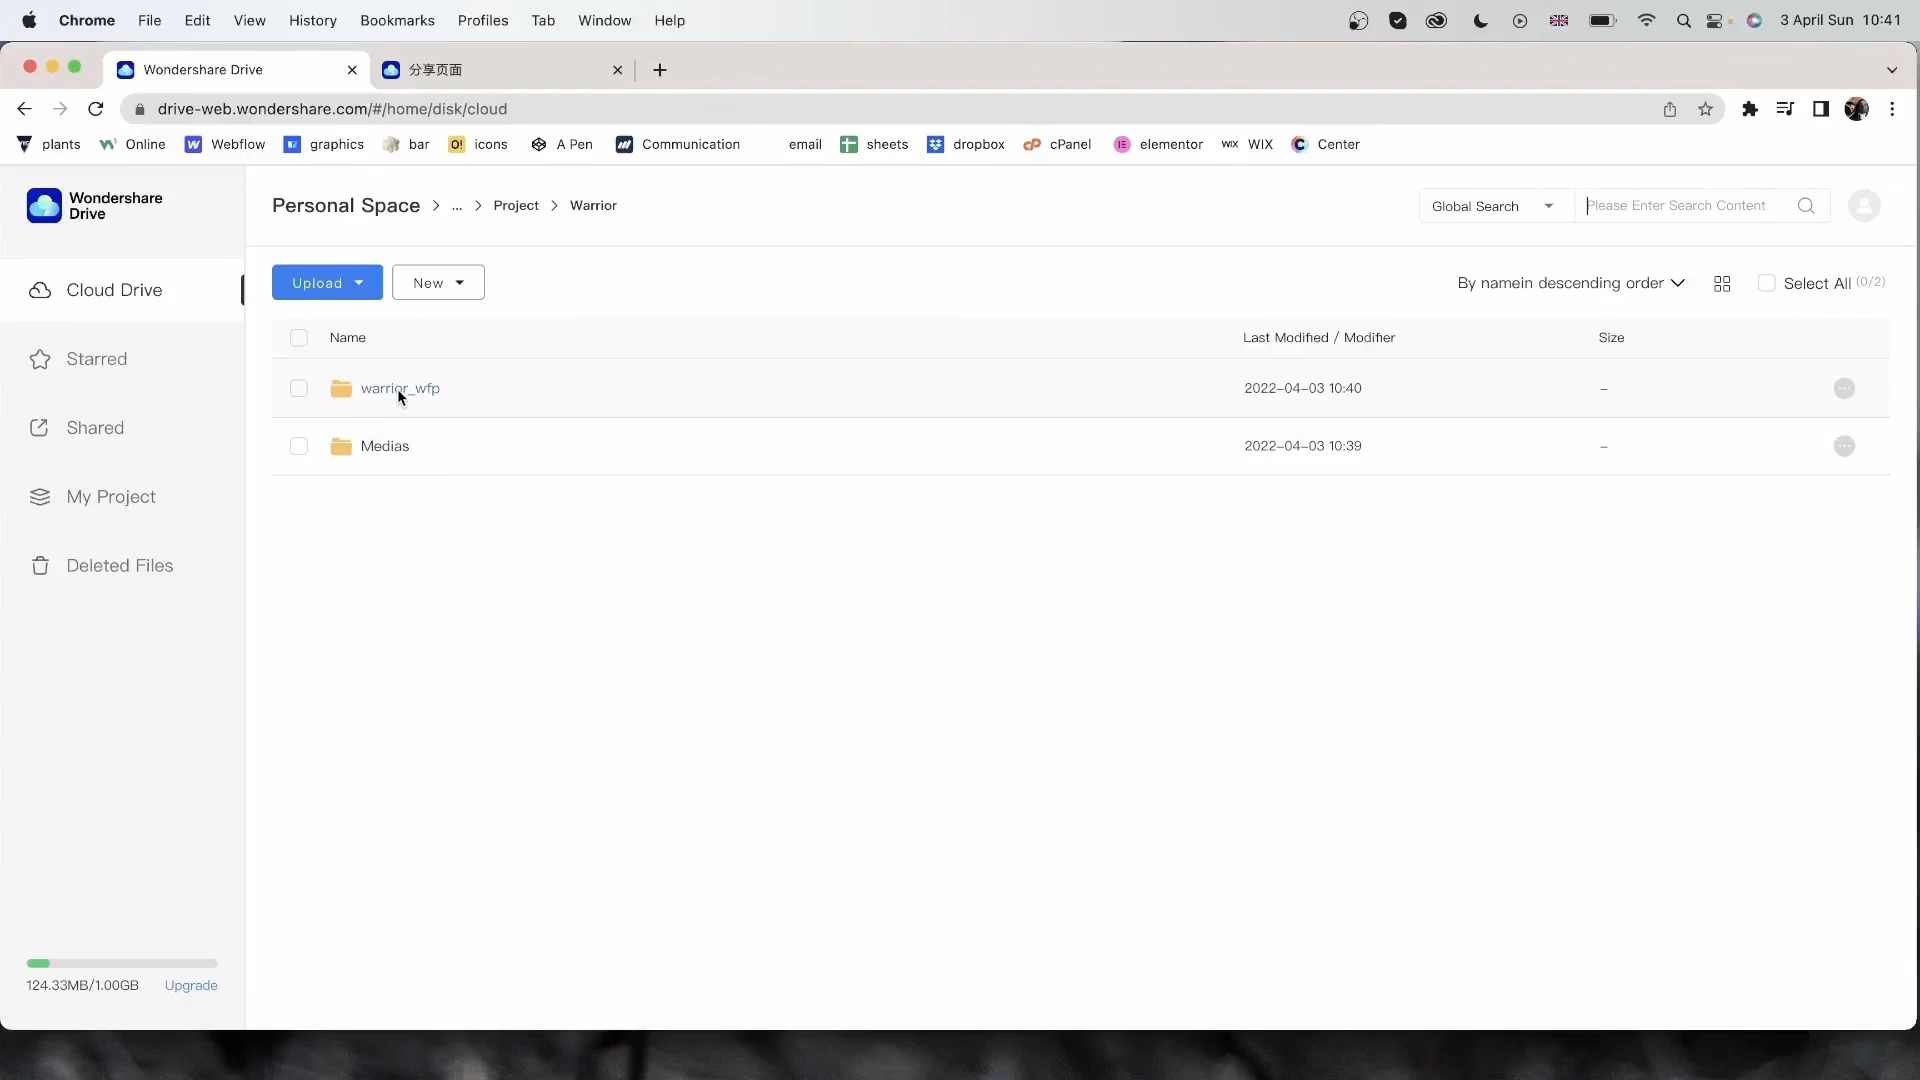 Chrome File Edit View History Bookmarks Profiles Tab Window Help 3 April Sun 10:41
Wondershare Drive 分享页面
drive-web.wondershare.com/#/home/disk/cloud
plants Online Webflow graphics bar icons A Pen Communication email sheets dropbox cPanel elementor WIX WIX Center
Wondershare
Drive
Personal Space > ... > Project > Warrior
Global Search Please Enter Search Content
Cloud Drive
Starred
Shared
My Project
Deleted Files
Upload New
By namein descending order Select All (0/2)
Name Last Modified / Modifier Size
warrior_wfp 2022-04-03 10:40 –
Medias 2022-04-03 10:39 –
124.33MB/1.00GB Upgrade